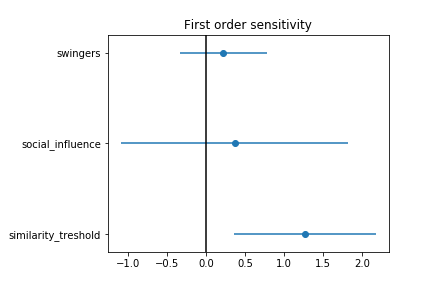 First order sensitivity
swingers
social_influence
similarity_treshold
−1.0 −0.5 0.0 0.5 1.0 1.5 2.0